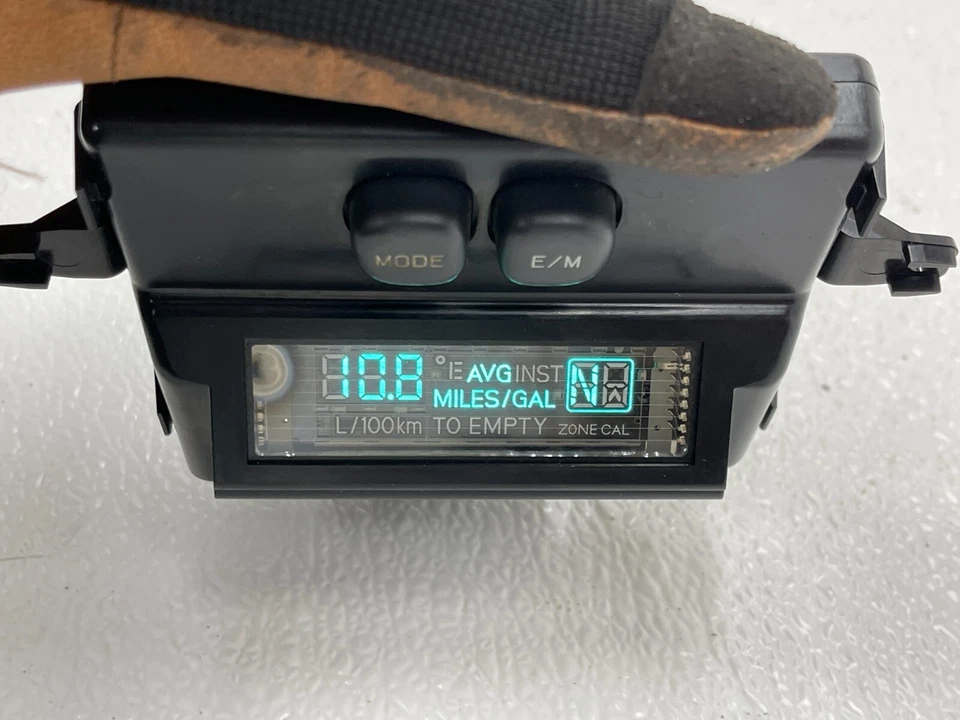 MODE E/M
10.8 °E AVG INST N
MILES/GAL
L/100km TO EMPTY ZONE CAL